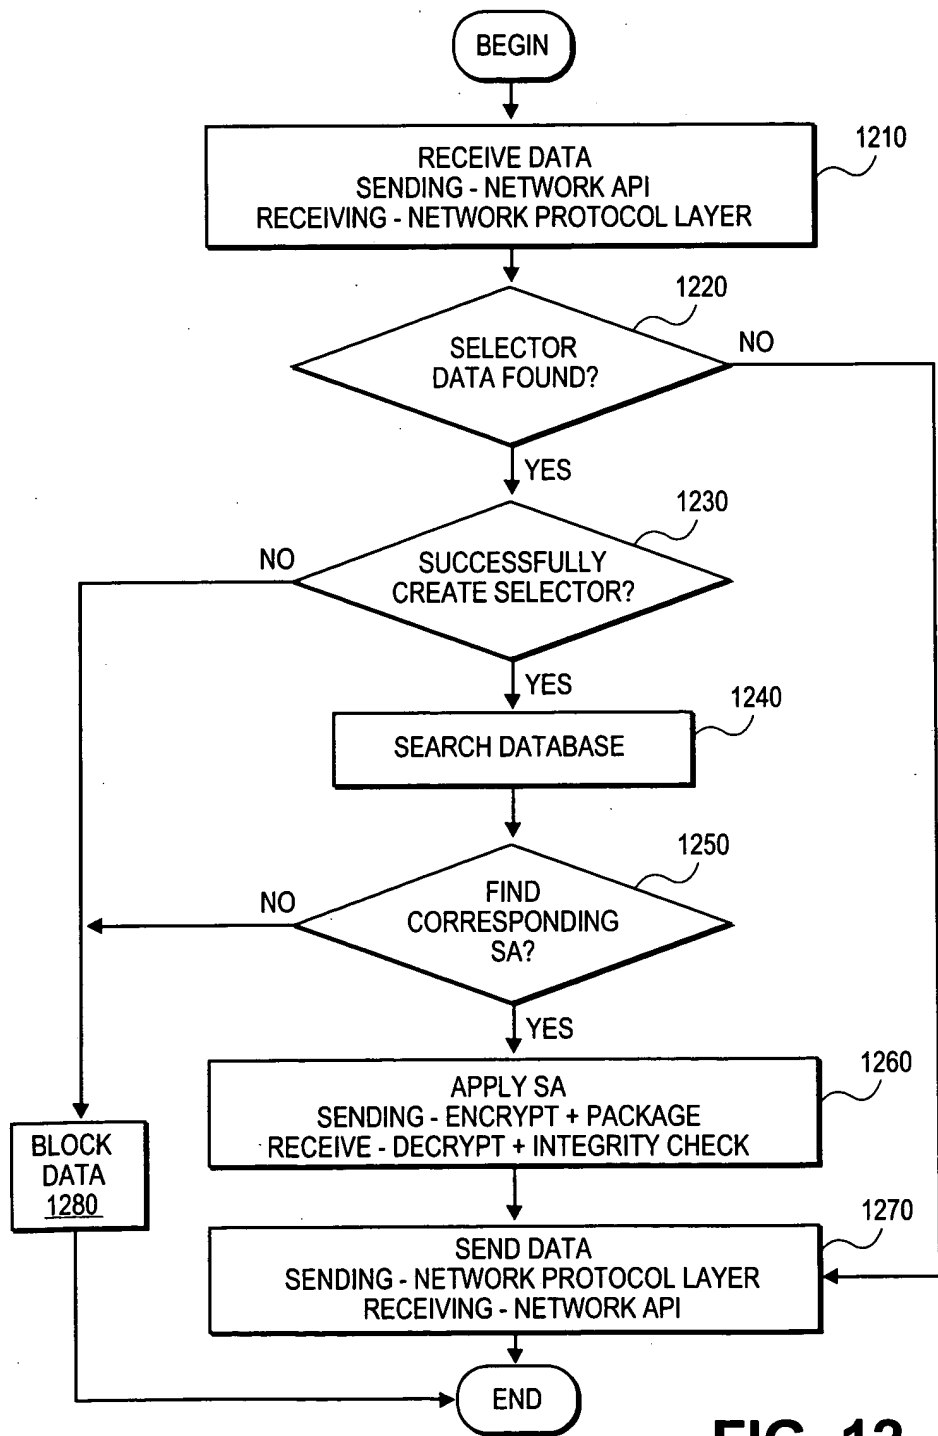 BEGIN
RECEIVE DATA
SENDING - NETWORK API
RECEIVING - NETWORK PROTOCOL LAYER
1210
SELECTOR
DATA FOUND?
1220
NO
YES
SUCCESSFULLY
CREATE SELECTOR?
1230
NO
YES
SEARCH DATABASE
1240
FIND
CORRESPONDING
SA?
1250
NO
YES
APPLY SA
SENDING - ENCRYPT + PACKAGE
RECEIVE - DECRYPT + INTEGRITY CHECK
1260
BLOCK
DATA
1280
SEND DATA
SENDING - NETWORK PROTOCOL LAYER
RECEIVING - NETWORK API
1270
END
FIG. 12